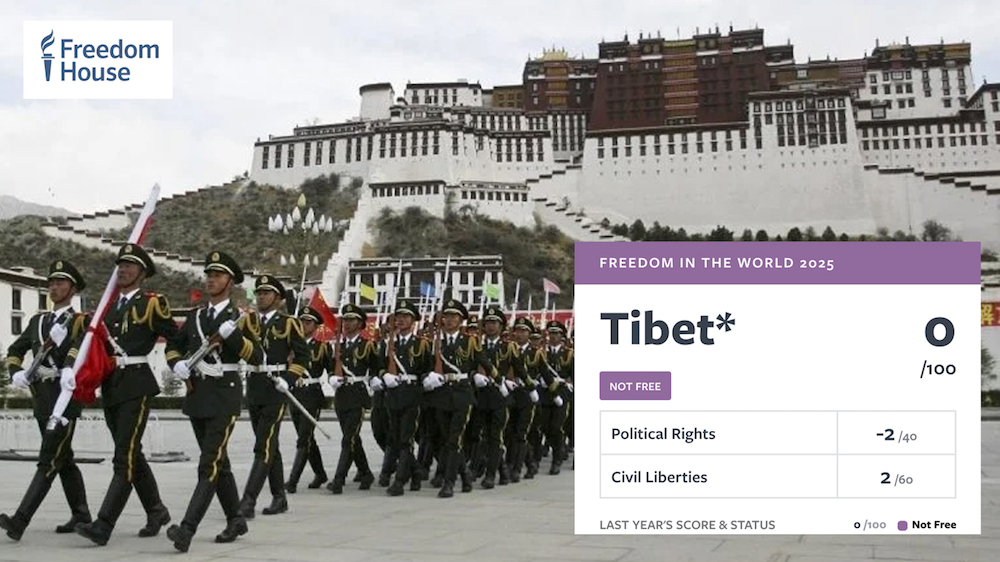 Freedom
House
FREEDOM IN THE WORLD 2025
Tibet*
0
/100
NOT FREE
Political Rights
-2 /40
Civil Liberties
2 /60
LAST YEAR'S SCORE & STATUS
0 /100 Not Free